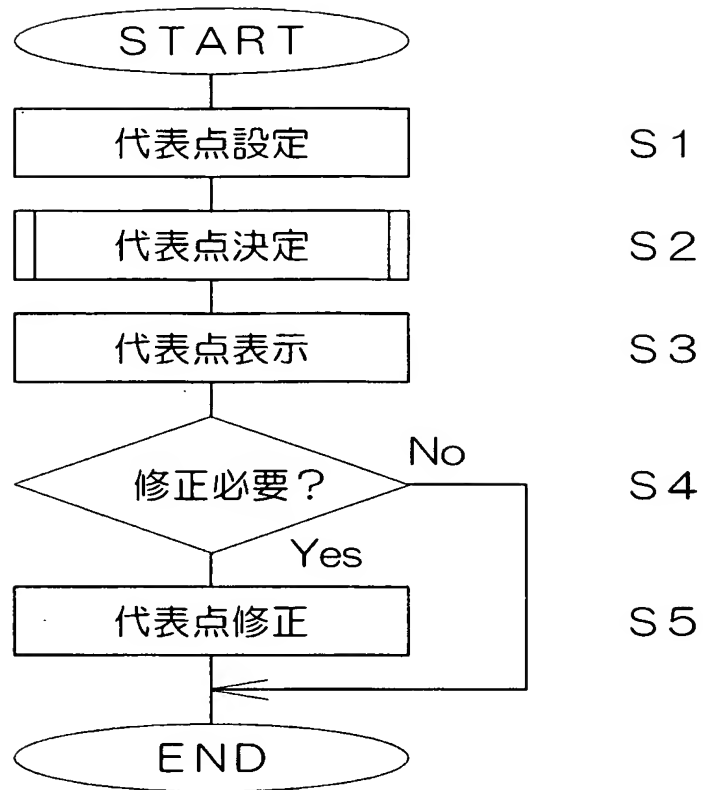 START
代表点設定 S1
代表点決定 S2
代表点表示 S3
No
修正必要? S4
Yes
代表点修正 S5
END